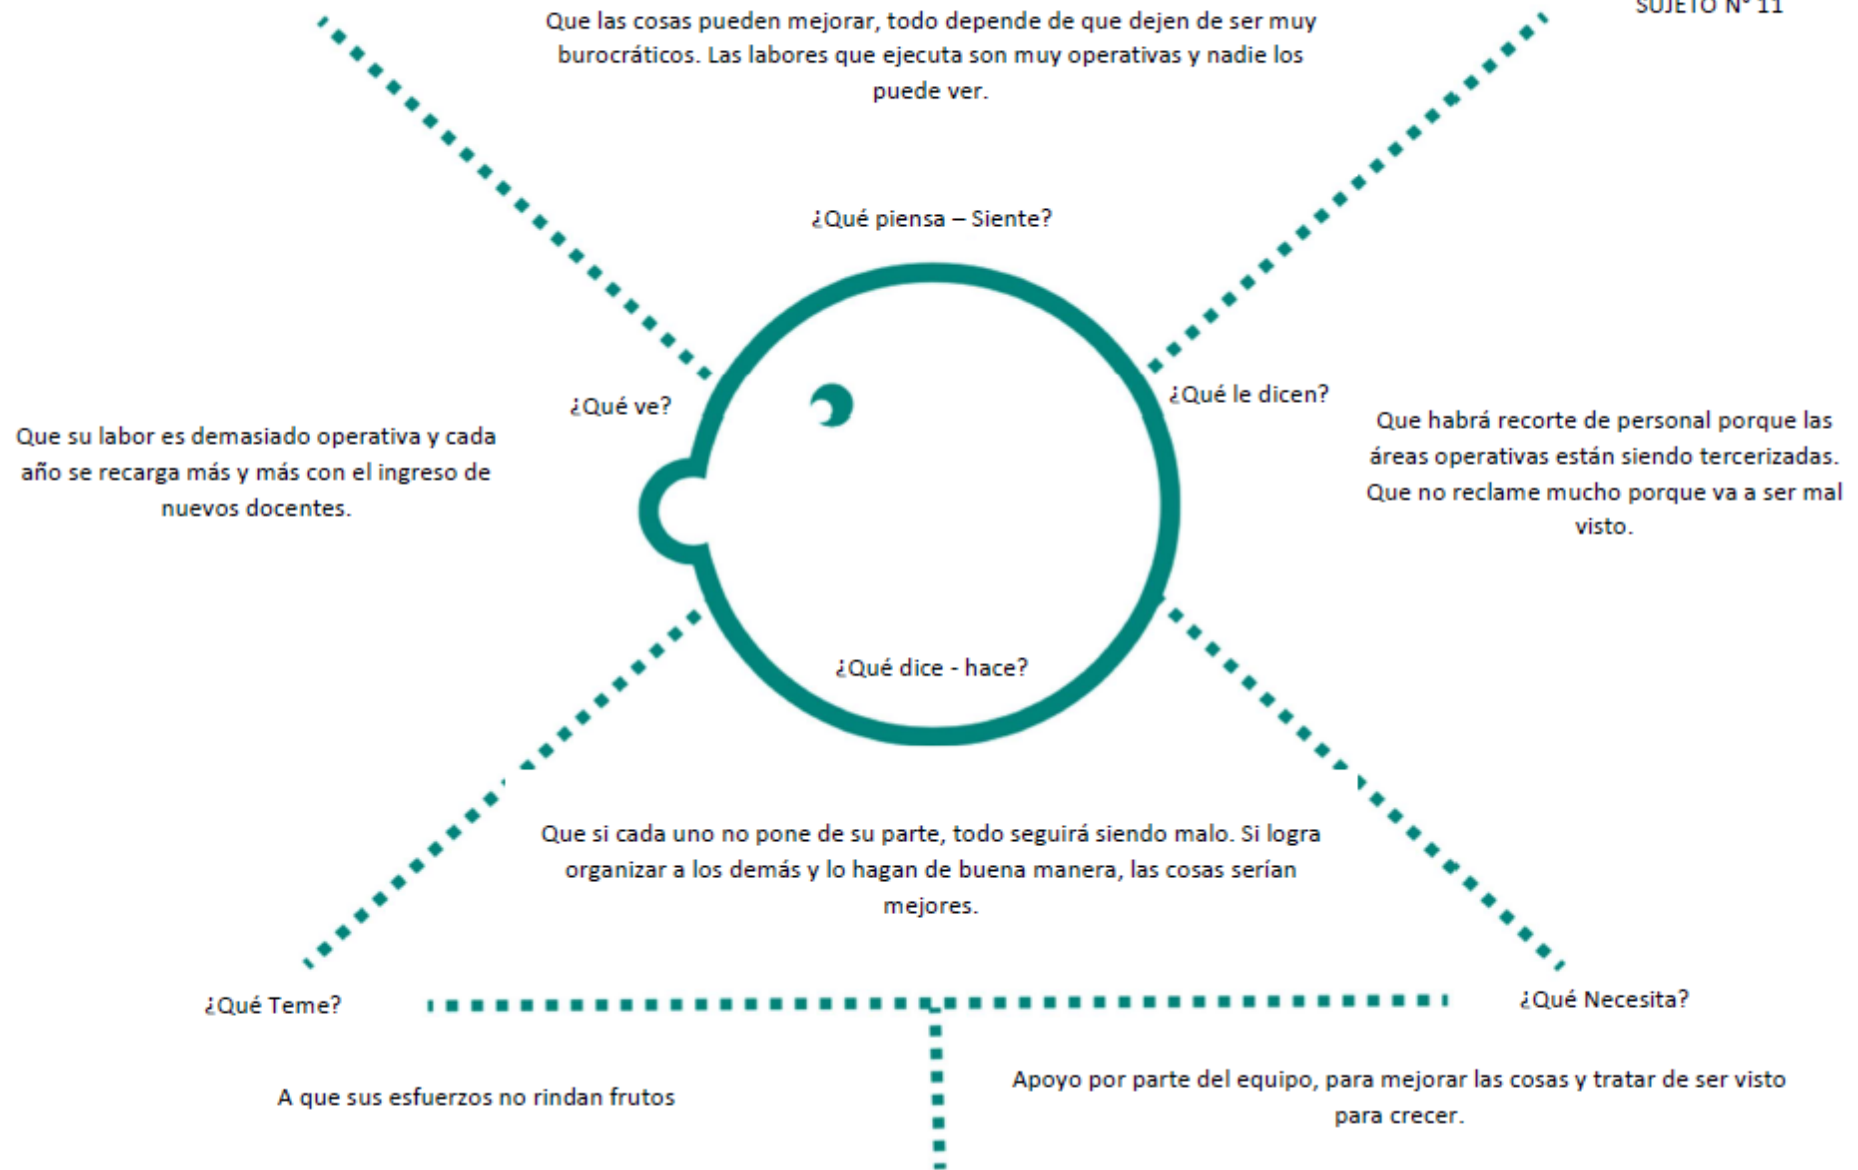 SUJETO N° 11
Que las cosas pueden mejorar, todo depende de que dejen de ser muy
burocráticos. Las labores que ejecuta son muy operativas y nadie los
puede ver.
¿Qué piensa – Siente?
¿Qué ve?
Que su labor es demasiado operativa y cada
año se recarga más y más con el ingreso de
nuevos docentes.
¿Qué le dicen?
Que habrá recorte de personal porque las
áreas operativas están siendo tercerizadas.
Que no reclame mucho porque va a ser mal
visto.
¿Qué dice - hace?
Que si cada uno no pone de su parte, todo seguirá siendo malo. Si logra
organizar a los demás y lo hagan de buena manera, las cosas serían
mejores.
¿Qué Teme?
A que sus esfuerzos no rindan frutos
¿Qué Necesita?
Apoyo por parte del equipo, para mejorar las cosas y tratar de ser visto
para crecer.